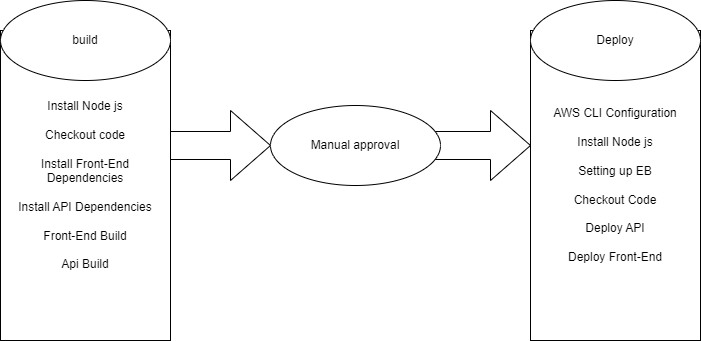 build
Install Node js
Checkout code
Install Front-End
Dependencies
Install API Dependencies
Front-End Build
Api Build
Manual approval
Deploy
AWS CLI Configuration
Install Node js
Setting up EB
Checkout Code
Deploy API
Deploy Front-End